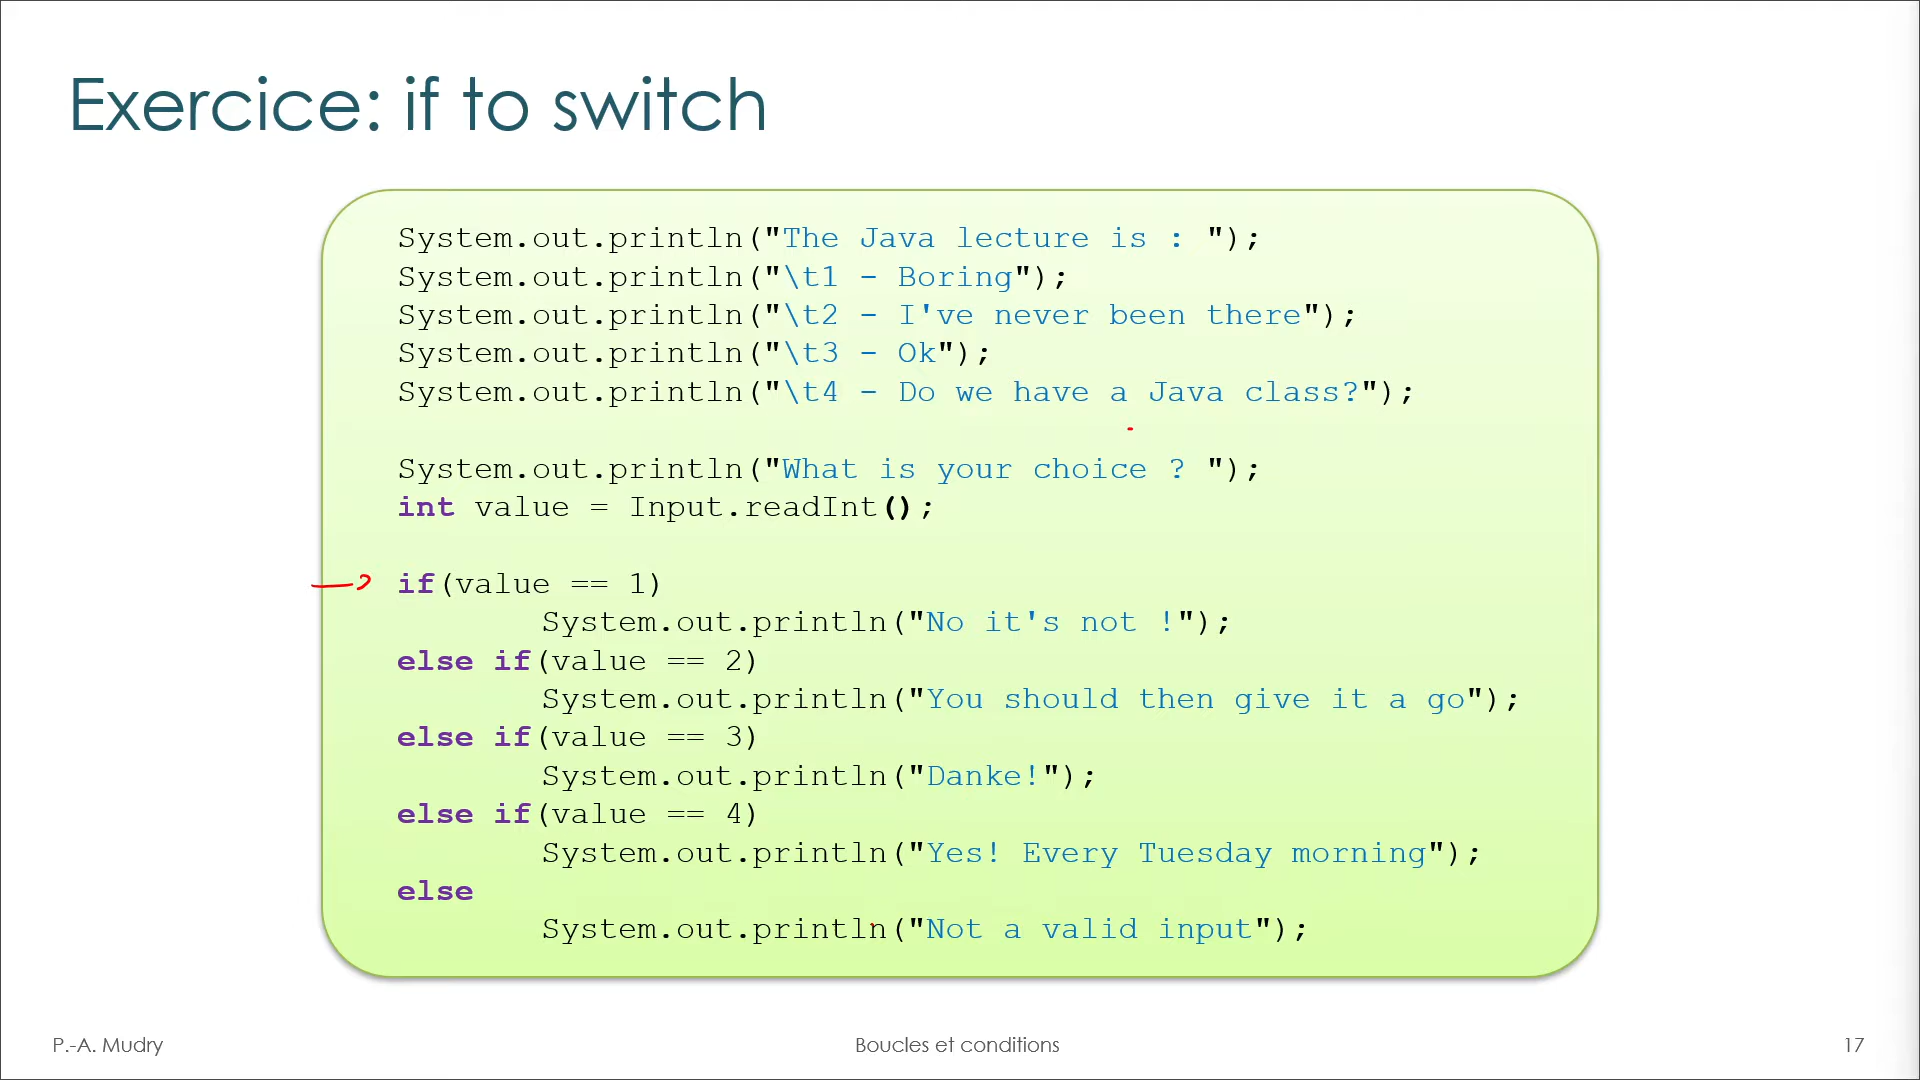 Exercice: if to switch
System.out.println("The Java lecture is : ");
System.out.println("\t1 - Boring");
System.out.println("\t2 - I've never been there");
System.out.println("\t3 - Ok");
System.out.println("\t4 - Do we have a Java class?");
System.out.println("What is your choice ? ");
int value = Input.readInt();
if(value == 1)
System.out.println("No it's not !");
else if(value == 2)
System.out.println("You should then give it a go");
else if(value == 3)
System.out.println("Danke!");
else if(value == 4)
System.out.println("Yes! Every Tuesday morning");
else
System.out.println("Not a valid input");
P.-A. Mudry
Boucles et conditions
17